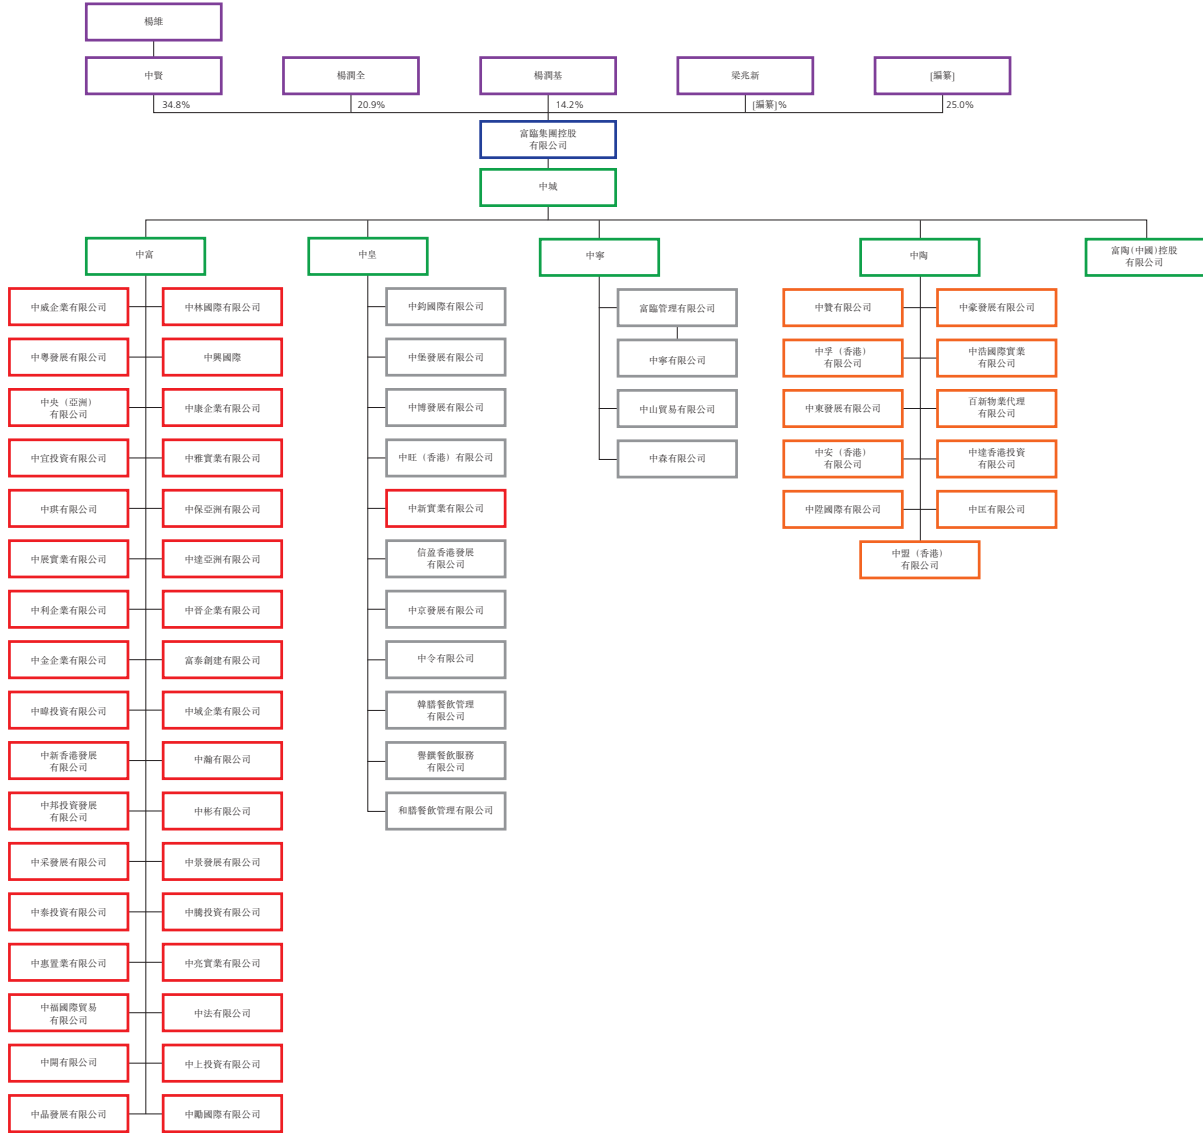 楊維
中賢
楊潤全
楊潤基
梁兆新
[編纂]
34.8%
20.9%
14.2%
[編纂]%
25.0%
富臨集團控股
有限公司
中城
中富
中皇
中寧
中陶
富陶(中國)控股
有限公司
中威企業有限公司
中林國際有限公司
中粵發展有限公司
中興國際
中央（亞洲）
有限公司
中康企業有限公司
中宜投資有限公司
中雅實業有限公司
中琪有限公司
中保亞洲有限公司
中展實業有限公司
中達亞洲有限公司
中利企業有限公司
中晉企業有限公司
中金企業有限公司
富泰創建有限公司
中暐投資有限公司
中域企業有限公司
中新香港發展
有限公司
中瀚有限公司
中邦投資發展
有限公司
中彬有限公司
中采發展有限公司
中景發展有限公司
中泰投資有限公司
中騰投資有限公司
中惠置業有限公司
中亮實業有限公司
中福國際貿易
有限公司
中法有限公司
中開有限公司
中上投資有限公司
中晶發展有限公司
中勵國際有限公司
中鈞國際有限公司
中堡發展有限公司
中博發展有限公司
中旺（香港）有限公司
中新實業有限公司
信盈香港發展
有限公司
中京發展有限公司
中令有限公司
韓膳餐飲管理
有限公司
譽饌餐飲服務
有限公司
和膳餐飲管理有限公司
富臨管理有限公司
中寧有限公司
中山貿易有限公司
中森有限公司
中贊有限公司
中豪發展有限公司
中孚（香港）
有限公司
中浩國際實業
有限公司
中東發展有限公司
百新物業代理
有限公司
中安（香港）
有限公司
中達香港投資
有限公司
中陞國際有限公司
中匡有限公司
中盟（香港）
有限公司